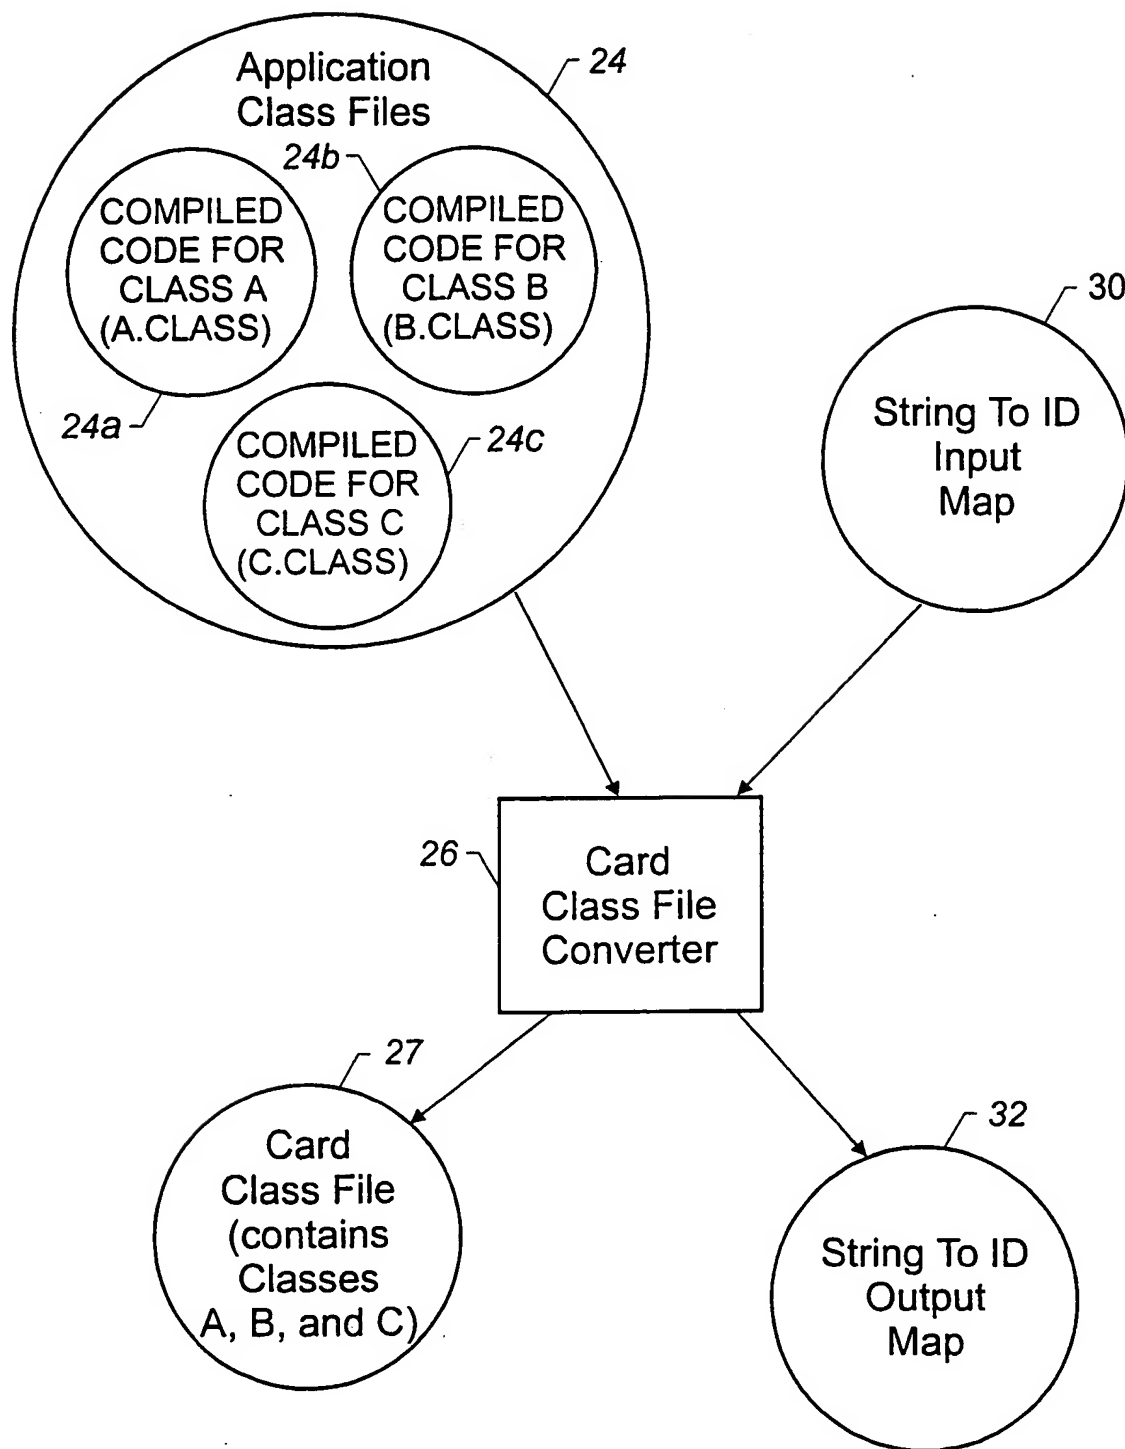 Application
Class Files
24
24b
COMPILED
CODE FOR
CLASS A
(A.CLASS)
24a
COMPILED
CODE FOR
CLASS B
(B.CLASS)
COMPILED
CODE FOR
CLASS C
(C.CLASS)
24c
30
String To ID
Input
Map
26
Card
Class File
Converter
27
Card
Class File
(contains
Classes
A, B, and C)
32
String To ID
Output
Map